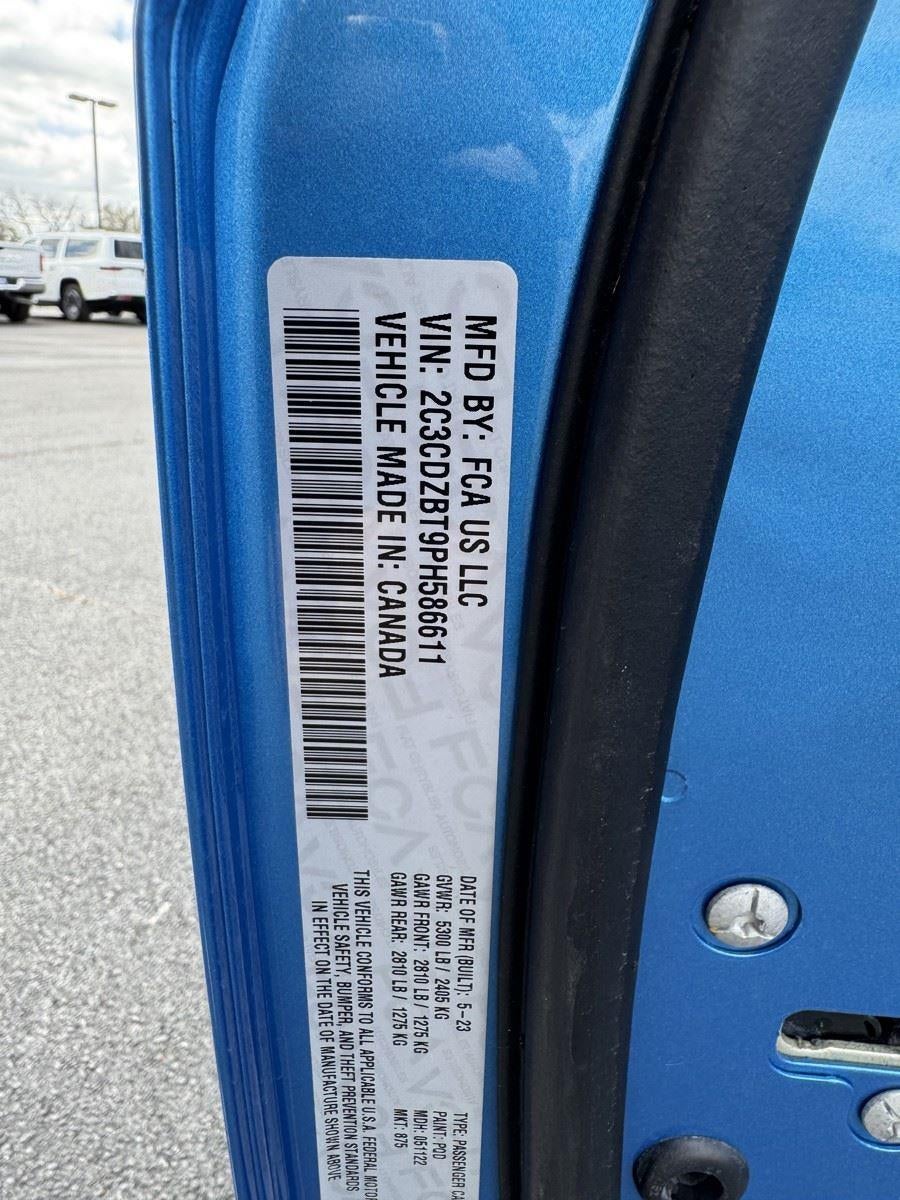 MFD BY: FCA US LLC
VIN: 2C3CDZBT9PH586611
VEHICLE MADE IN: CANADA
DATE OF MFR (BUILT): 5-23
GVWR: 5300 LB / 2405 KG
GAWR FRONT: 2810 LB / 1275 KG
GAWR REAR: 2810 LB / 1275 KG
THIS VEHICLE CONFORMS TO ALL APPLICABLE U.S.A. FEDERAL MOTOR
VEHICLE SAFETY, BUMPER, AND THEFT PREVENTION STANDARDS
IN EFFECT ON THE DATE OF MANUFACTURE SHOWN ABOVE
TYPE: PASSENGER CA
PAINT: PQD
MDH: 051122
MKT: 875